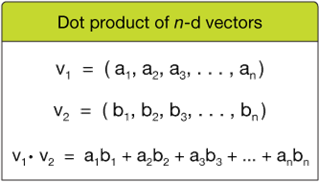 Dot product of n-d vectors
v₁ = ( a₁, a₂, a₃, . . . , aₙ )
v₂ = ( b₁, b₂, b₃, . . . , bₙ )
v₁• v₂ = a₁b₁ + a₂b₂ + a₃b₃ + ... + aₙbₙ